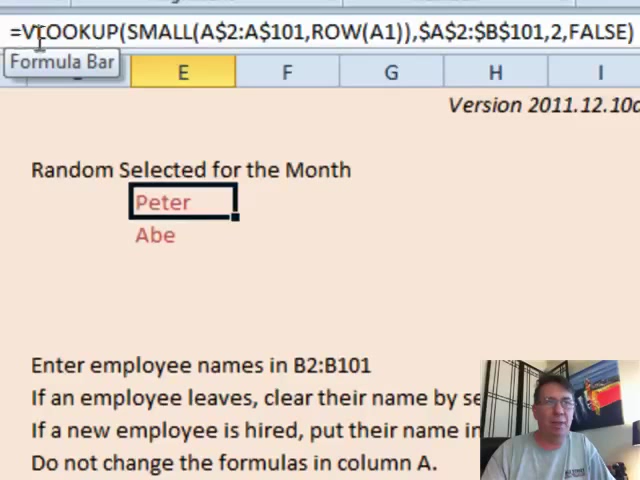 =VLOOKUP(SMALL(A$2:A$101,ROW(A1)),$A$2:$B$101,2,FALSE)
Formula Bar
E F G H I
Version 2011.12.10
Random Selected for the Month
Peter
Abe
Enter employee names in B2:B101
If an employee leaves, clear their name by se
If a new employee is hired, put their name in
Do not change the formulas in column A.